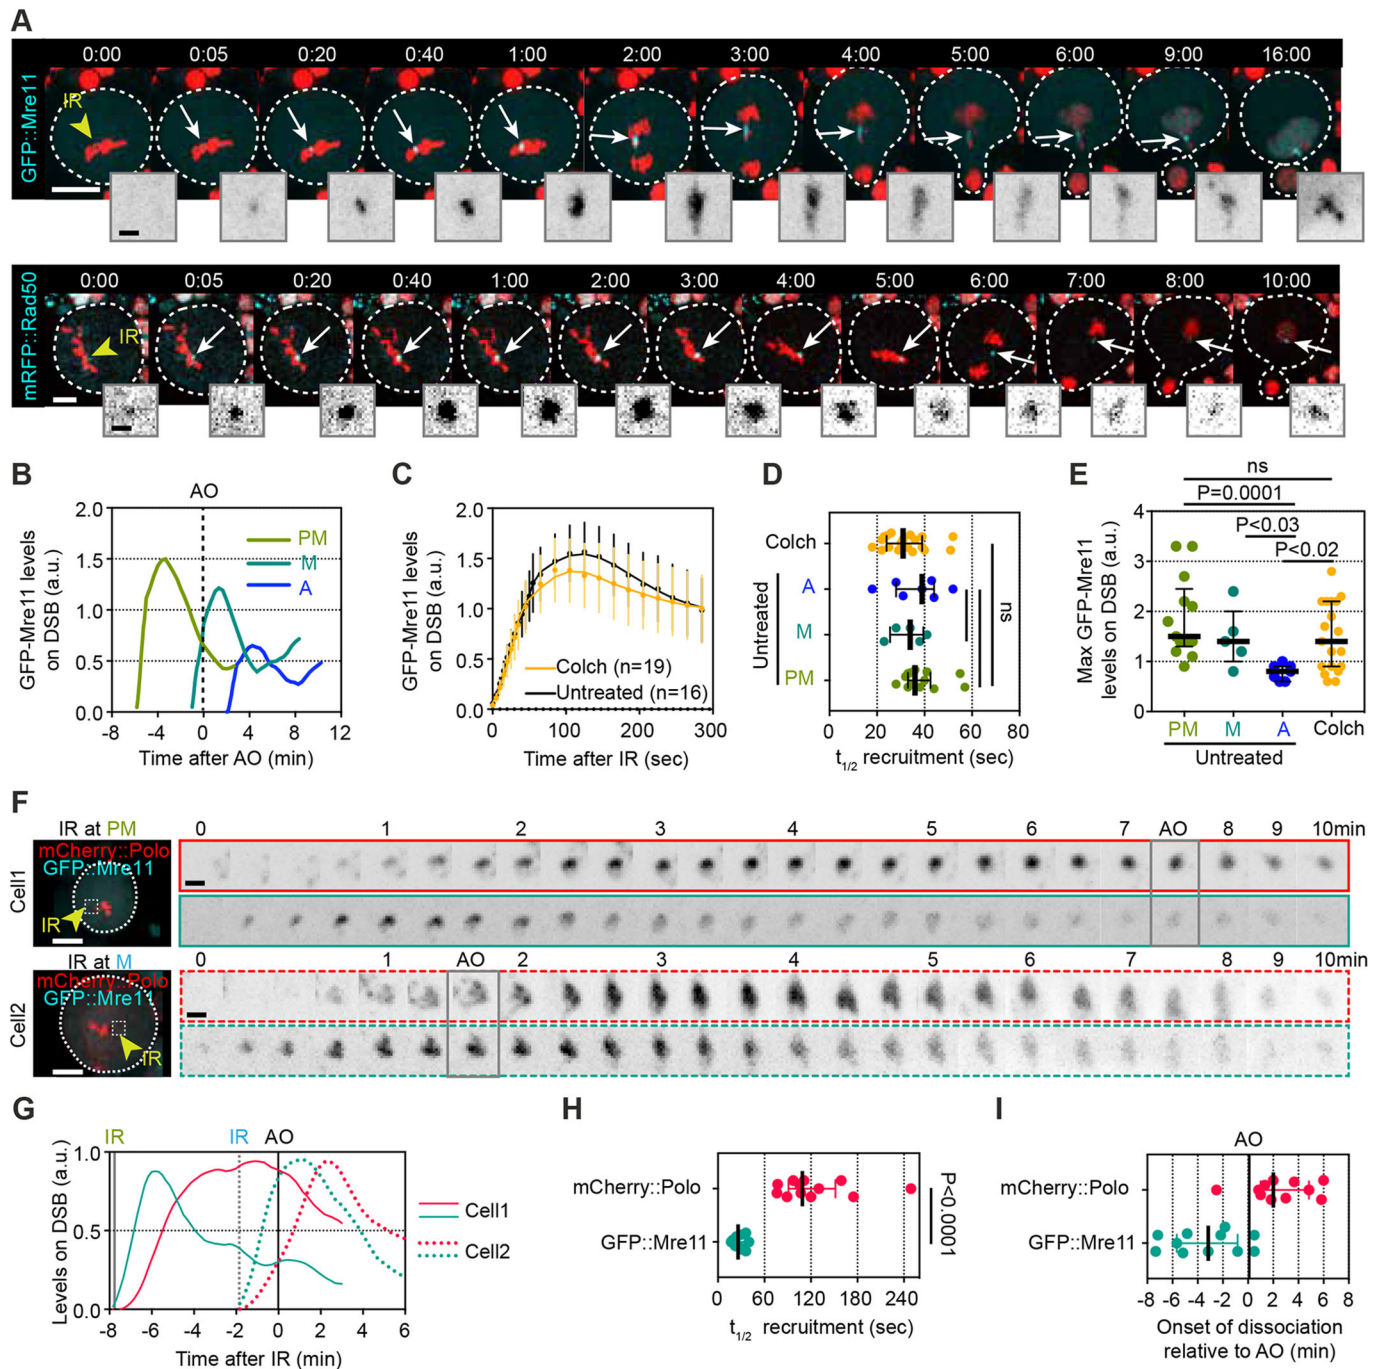 A
GFP::Mre11
0:00 0:05 0:20 0:40 1:00 2:00 3:00 4:00 5:00 6:00 9:00 16:00
IR
mRFP::Rad50
0:00 0:05 0:20 0:40 1:00 2:00 3:00 4:00 5:00 6:00 7:00 8:00 10:00
IR
B
AO
GFP-Mre11 levels
on DSB (a.u.)
2.0
1.5
1.0
0.5
0.0
PM
M
A
-8 -4 0 4 8 12
Time after AO (min)
C
GFP-Mre11 levels
on DSB (a.u.)
2.0
1.5
1.0
0.5
0.0
Colch (n=19)
Untreated (n=16)
0 100 200 300
Time after IR (sec)
D
Colch
A
M
PM
Untreated
ns
0 20 40 60 80
t1/2 recruitment (sec)
E
ns
P=0.0001
P<0.03
P<0.02
Max GFP-Mre11
levels on DSB (a.u.)
4
3
2
1
0
PM M A Colch
Untreated
F
IR at PM
mCherry::Polo
GFP::Mre11
IR
Cell1
0 1 2 3 4 5 6 7 AO 8 9 10min
IR at M
mCherry::Polo
GFP::Mre11
IR
Cell2
0 1 AO 2 3 4 5 6 7 8 9 10min
G
IR IR AO
Levels on DSB (a.u.)
1.0
0.5
0.0
Cell1
Cell2
-8 -6 -4 -2 0 2 4 6
Time after IR (min)
H
mCherry::Polo
GFP::Mre11
P<0.0001
0 60 120 180 240
t1/2 recruitment (sec)
I
AO
mCherry::Polo
GFP::Mre11
-8 -6 -4 -2 0 2 4 6 8
Onset of dissociation
relative to AO (min)